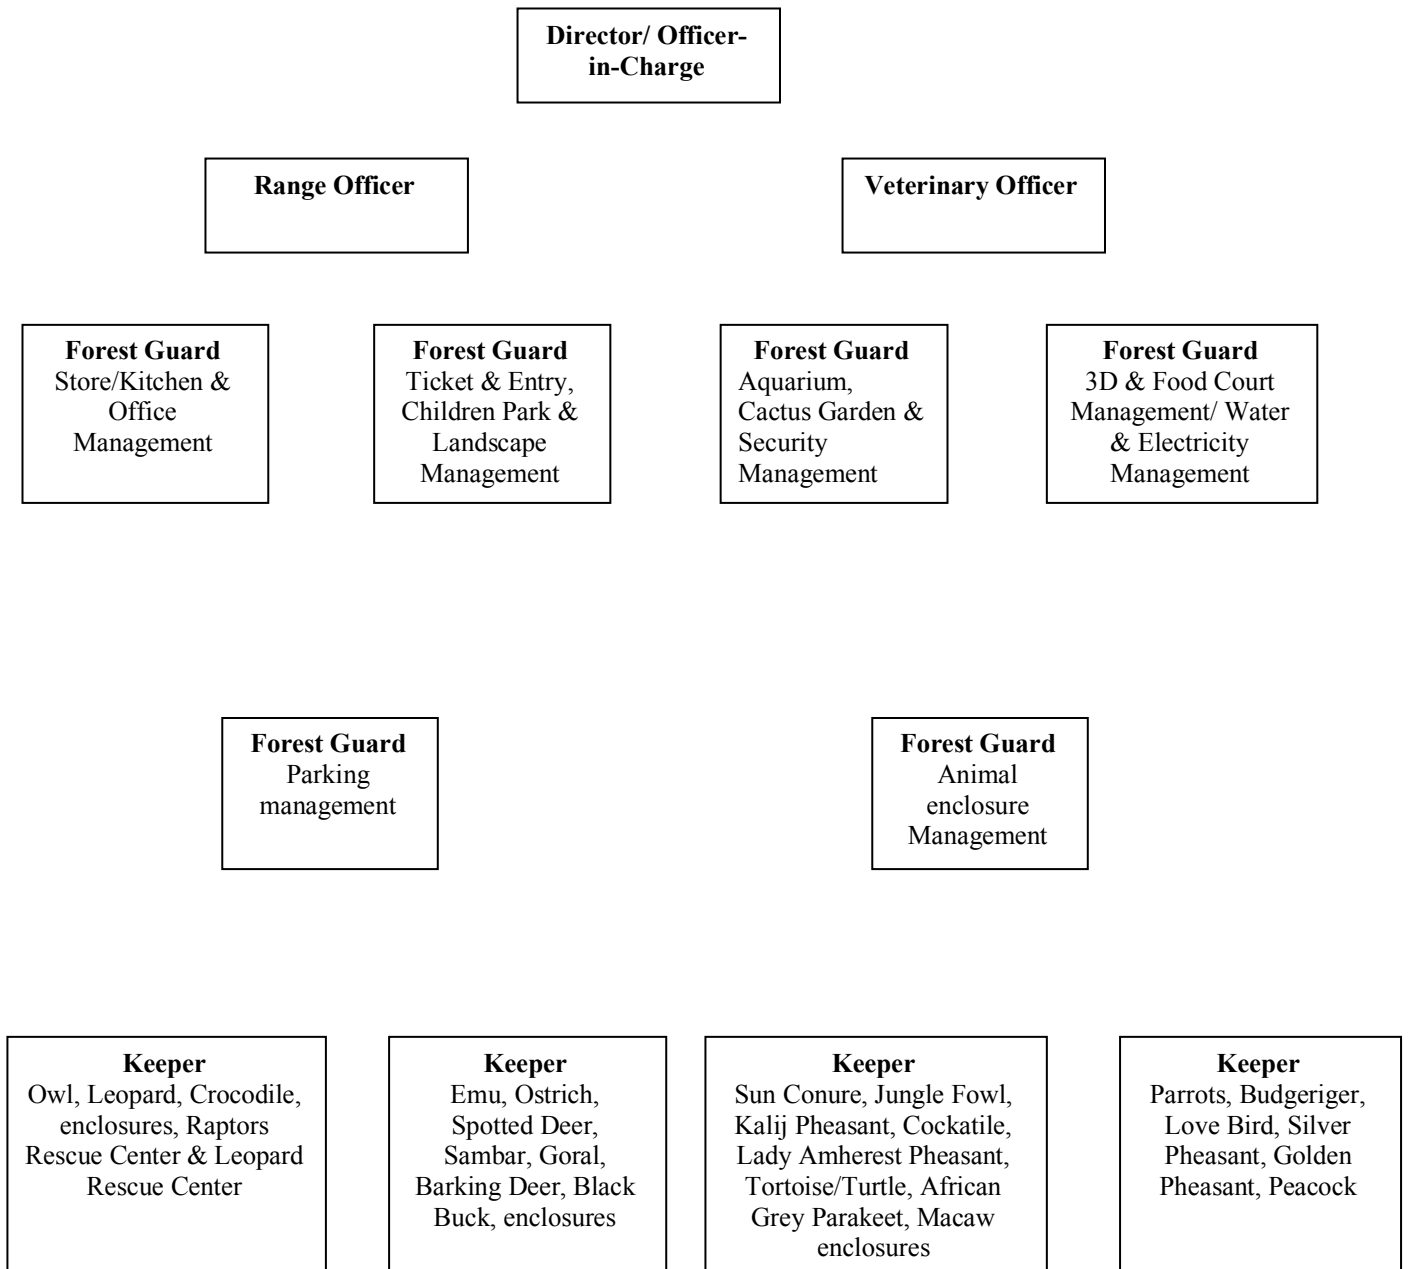 Director/ Officer-
in-Charge
Range Officer
Veterinary Officer
Forest Guard
Store/Kitchen &
Office
Management
Forest Guard
Ticket & Entry,
Children Park &
Landscape
Management
Forest Guard
Aquarium,
Cactus Garden &
Security
Management
Forest Guard
3D & Food Court
Management/ Water
& Electricity
Management
Forest Guard
Parking
management
Forest Guard
Animal
enclosure
Management
Keeper
Owl, Leopard, Crocodile,
enclosures, Raptors
Rescue Center & Leopard
Rescue Center
Keeper
Emu, Ostrich,
Spotted Deer,
Sambar, Goral,
Barking Deer, Black
Buck, enclosures
Keeper
Sun Conure, Jungle Fowl,
Kalij Pheasant, Cockatile,
Lady Amherest Pheasant,
Tortoise/Turtle, African
Grey Parakeet, Macaw
enclosures
Keeper
Parrots, Budgeriger,
Love Bird, Silver
Pheasant, Golden
Pheasant, Peacock